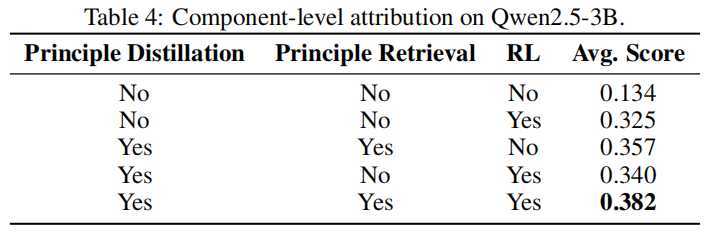 Table 4: Component-level attribution on Qwen2.5-3B.
Principle Distillation Principle Retrieval RL Avg. Score
No No No 0.134
No No Yes 0.325
Yes Yes No 0.357
Yes No Yes 0.340
Yes Yes Yes 0.382